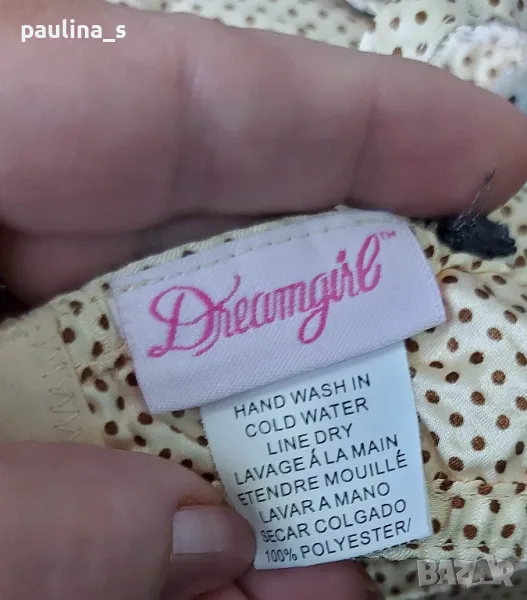 paulina_s
Dreamgirl™
HAND WASH IN
COLD WATER
LINE DRY
LAVAGE Á LA MAIN
ETENDRE MOUILLÉ
LAVAR A MANO
SECAR COLGADO
100% POLYESTER/
BAZAR